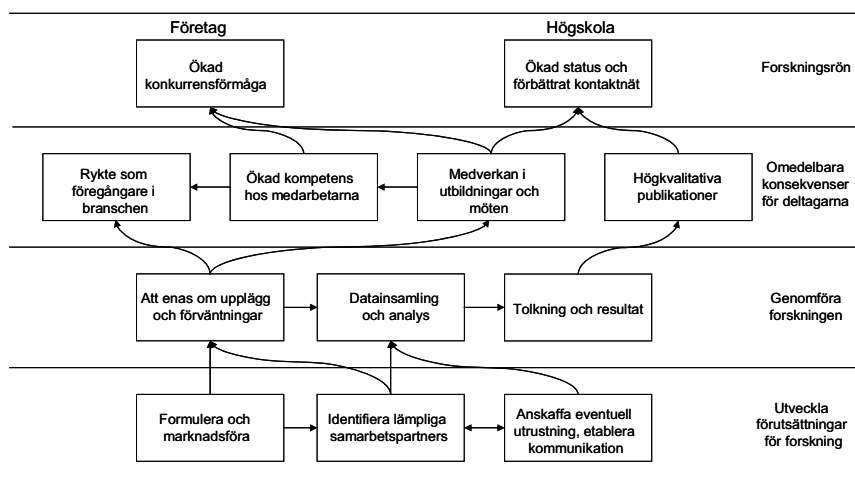 Företag
Högskola
Ökad
konkurrensförmåga
Ökad status och
förbättrat kontaktnät
Forskningsrön
Rykte som
föregångare i
branschen
Ökad kompetens
hos medarbetarna
Medverkan i
utbildningar och
möten
Högkvalitativa
publikationer
Omedelbara
konsekvenser
för deltagarna
Att enas om upplägg
och förväntningar
Datainsamling
och analys
Tolkning och resultat
Genomföra
forskningen
Formulera och
marknadsföra
Identifiera lämpliga
samarbetspartners
Anskaffa eventuell
utrustning, etablera
kommunikation
Utveckla
förutsättningar
för forskning